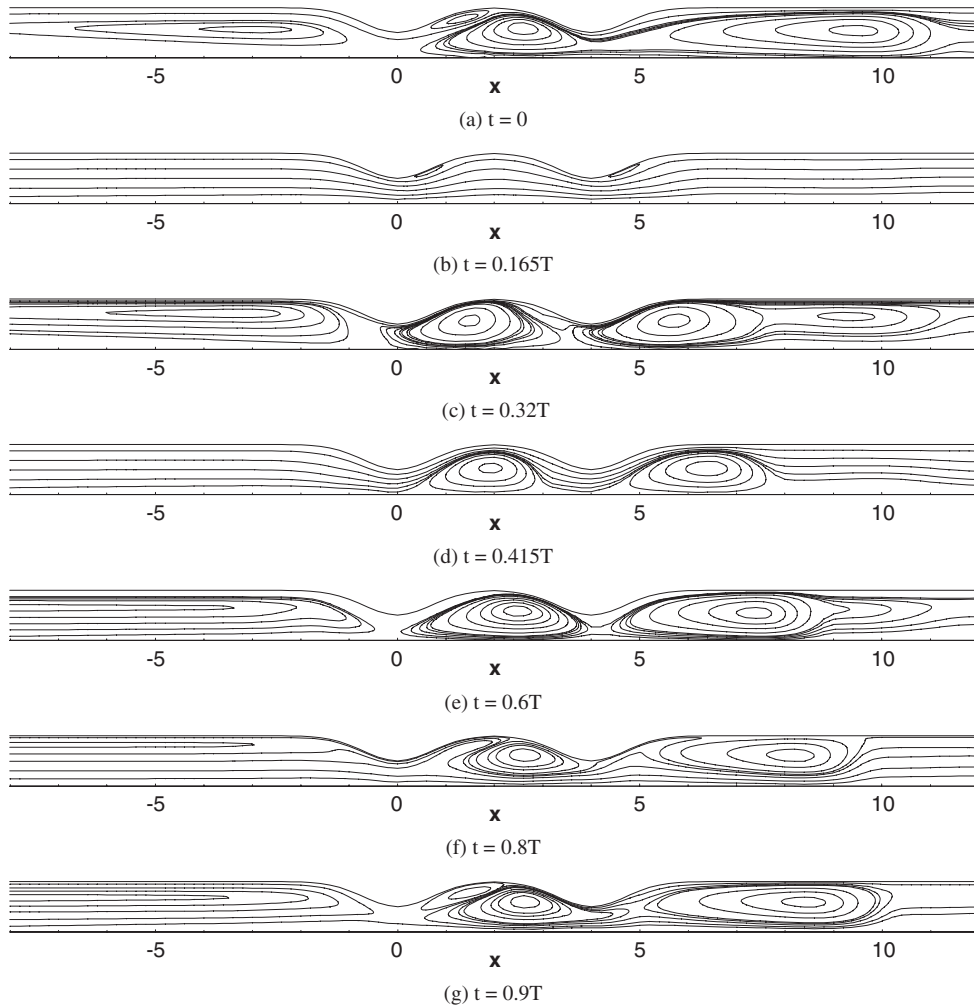 -5 0 5 10
x
(a) t = 0
-5 0 5 10
x
(b) t = 0.165T
-5 0 5 10
x
(c) t = 0.32T
-5 0 5 10
x
(d) t = 0.415T
-5 0 5 10
x
(e) t = 0.6T
-5 0 5 10
x
(f) t = 0.8T
-5 0 5 10
x
(g) t = 0.9T